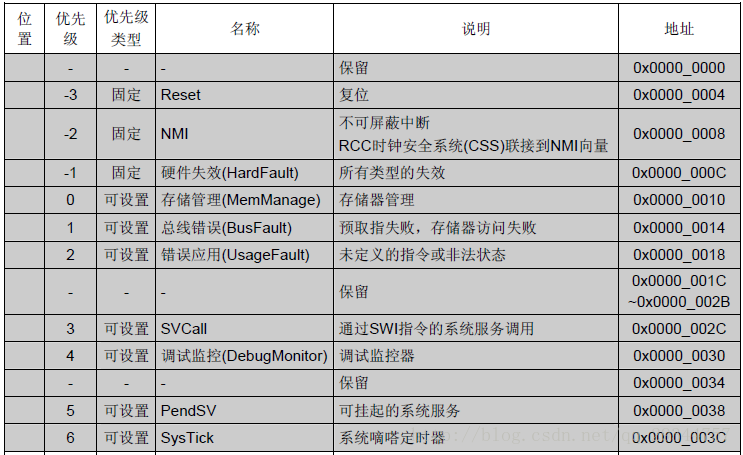 位置 优先级 优先级类型 名称 说明 地址
- - - 保留 0x0000_0000
-3 固定 Reset 复位 0x0000_0004
-2 固定 NMI 不可屏蔽中断 RCC时钟安全系统(CSS)联接到NMI向量 0x0000_0008
-1 固定 硬件失效(HardFault) 所有类型的失效 0x0000_000C
0 可设置 存储管理(MemManage) 存储器管理 0x0000_0010
1 可设置 总线错误(BusFault) 预取指失败，存储器访问失败 0x0000_0014
2 可设置 错误应用(UsageFault) 未定义的指令或非法状态 0x0000_0018
- - - 保留 0x0000_001C ~0x0000_002B
3 可设置 SVCall 通过SWI指令的系统服务调用 0x0000_002C
4 可设置 调试监控(DebugMonitor) 调试监控器 0x0000_0030
- - - 保留 0x0000_0034
5 可设置 PendSV 可挂起的系统服务 0x0000_0038
6 可设置 SysTick 系统嘀嗒定时器 0x0000_003C